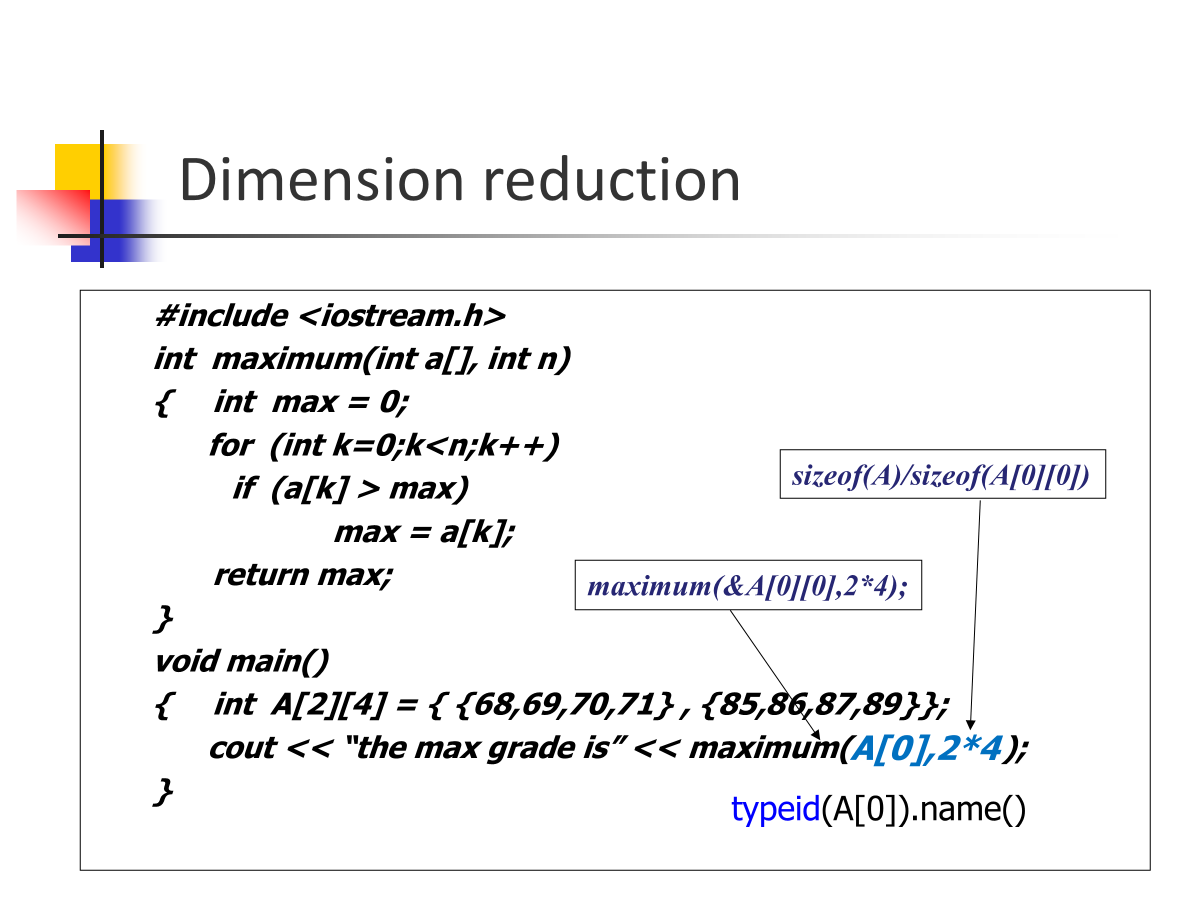 Dimension reduction
#include <iostream.h>
int maximum(int a[], int n)
{ int max = 0;
for (int k=0;k<n;k++)
if (a[k] > max)
max = a[k];
return max;
}
void main()
{ int A[2][4] = { {68,69,70,71} , {85,86,87,89}};
cout << “the max grade is” << maximum(A[0],2*4);
}
sizeof(A)/sizeof(A[0][0])
maximum(&A[0][0],2*4);
typeid(A[0]).name()